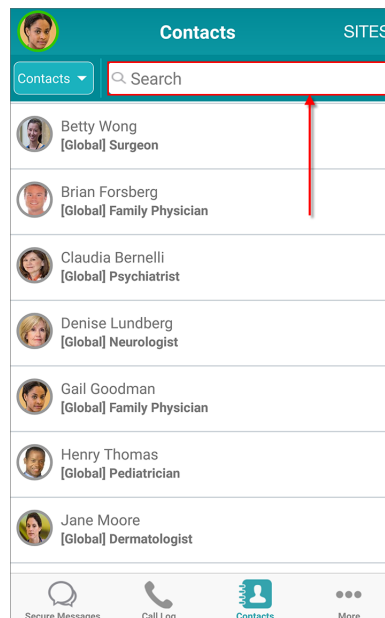 Contacts
SITES
Contacts
Search
Betty Wong
[Global] Surgeon
Brian Forsberg
[Global] Family Physician
Claudia Bernelli
[Global] Psychiatrist
Denise Lundberg
[Global] Neurologist
Gail Goodman
[Global] Family Physician
Henry Thomas
[Global] Pediatrician
Jane Moore
[Global] Dermatologist
Secure Messages
Call Log
Contacts
More